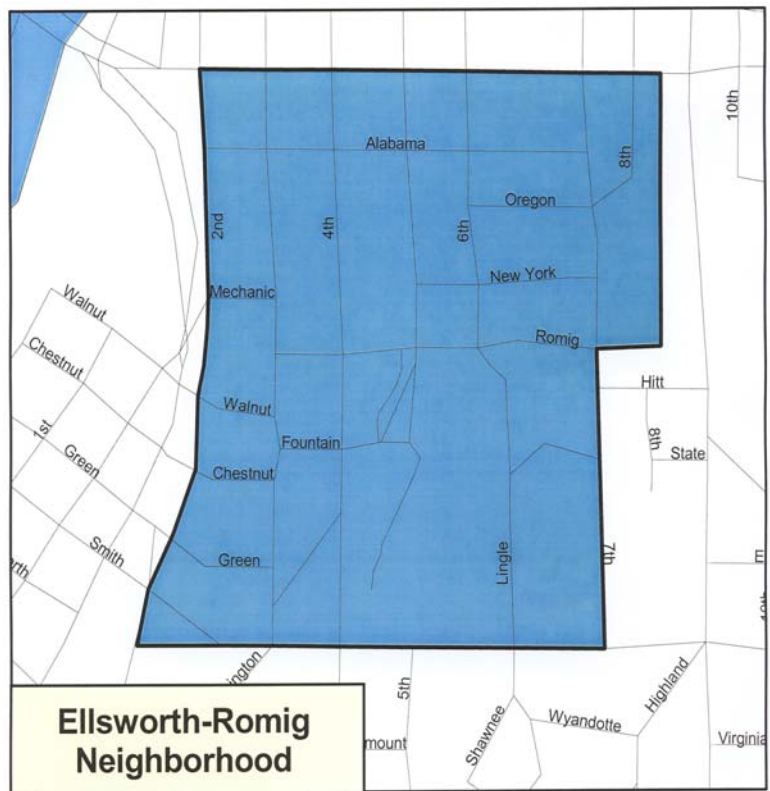 10th
Alabama
8th
Oregon
2nd
4th
6th
New York
Mechanic
Walnut
Romig
Chestnut
Hitt
Walnut
1st
8th
Fountain
State
Green
Chestnut
Smith
Green
Lingle
7th
5th
Highland
Shawnee
Wyandotte
Virginia
Ellsworth-Romig
Neighborhood